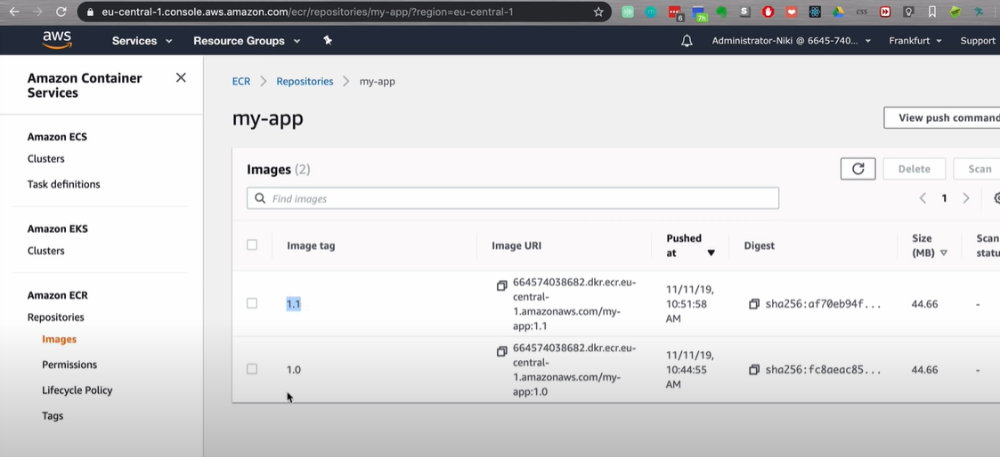 eu-central-1.console.aws.amazon.com/ecr/repositories/my-app/?region=eu-central-1
6
7h
S
CSS
aws
Services
Resource Groups
Administrator-Niki @ 6645-740...
Frankfurt
Support
Amazon Container
Services
Amazon ECS
Clusters
Task definitions
Amazon EKS
Clusters
Amazon ECR
Repositories
Images
Permissions
Lifecycle Policy
Tags
ECR > Repositories > my-app
my-app
View push command
Images (2)
Delete
Scan
Find images
1
Image tag
Image URI
Pushed
at
Digest
Size
(MB)
Scan
statu
1.1
664574038682.dkr.ecr.eu-
central-
1.amazonaws.com/my-
app:1.1
11/11/19,
10:51:58
AM
sha256:af70eb94f...
44.66
-
1.0
664574038682.dkr.ecr.eu-
central-
1.amazonaws.com/my-
app:1.0
11/11/19,
10:44:55
AM
sha256:fc8aeac85...
44.66
-